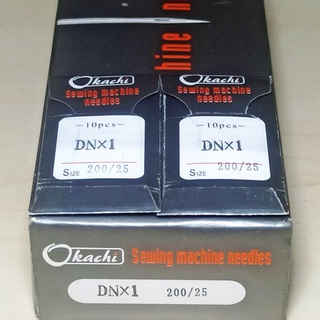 machine n
Okachi
Sewing machine
needles
10pcs
DN×1
SIZE 200/25
Okachi
Sewing machine
needles
10pcs
DN×1
SIZE 200/25
Okachi Sewing machine needles
DN×1 200/25